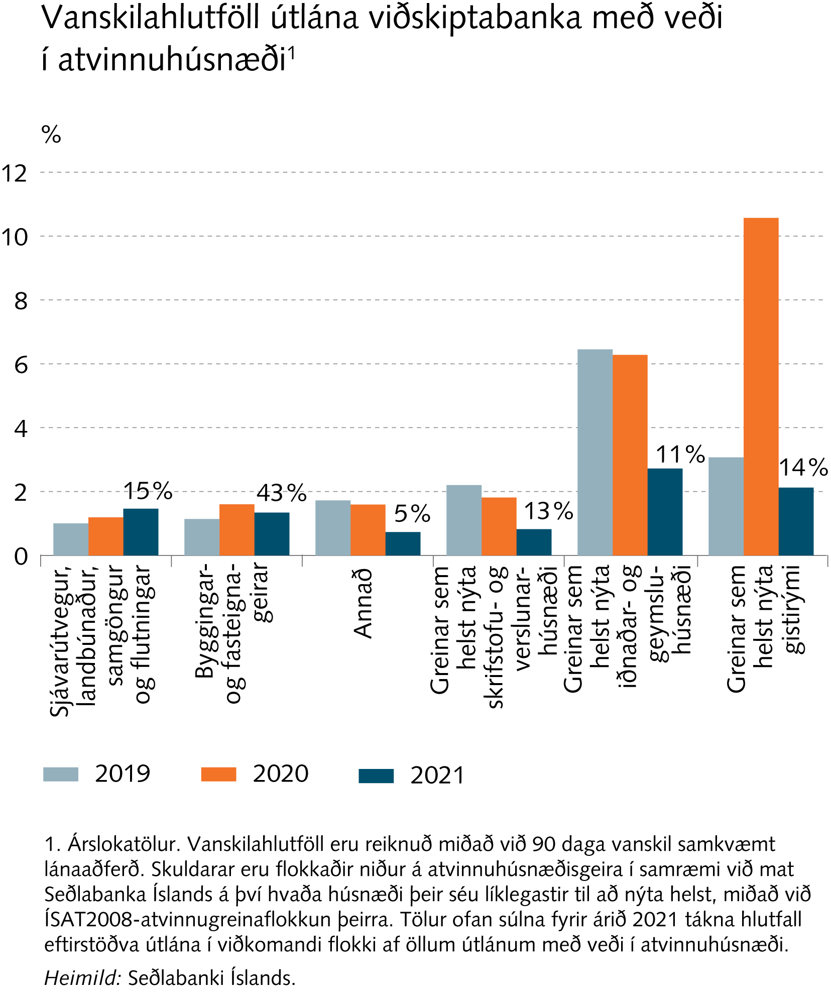 Vanskilahlutföll útlána viðskiptabanka með veði
í atvinnuhúsnæði¹
%
12
10
8
6
4
2
0
15%
43%
5%
13%
11%
14%
Sjávarútvegur,
landbúnaður,
samgöngur
og flutningar
Byggingar-
og fasteigna-
geirar
Annað
Greinar sem
helst nýta
skrifstofu- og
verslunar-
húsnæði
Greinar sem
helst nýta
iðnaðar- og
geymslu-
húsnæði
Greinar sem
helst nýta
gistirými
2019
2020
2021
1. Árslokatölur. Vanskilahlutföll eru reiknuð miðað við 90 daga vanskil samkvæmt
lánaaðferð. Skuldarar eru flokkaðir niður á atvinnuhúsnæðisgeira í samræmi við mat
Seðlabanka Íslands á því hvaða húsnæði þeir séu líklegastir til að nýta helst, miðað við
ÍSAT2008-atvinnugreinaflokkun þeirra. Tölur ofan súlna fyrir árið 2021 tákna hlutfall
eftirstöðva útlána í viðkomandi flokki af öllum útlánum með veði í atvinnuhúsnæði.
Heimild: Seðlabanki Íslands.